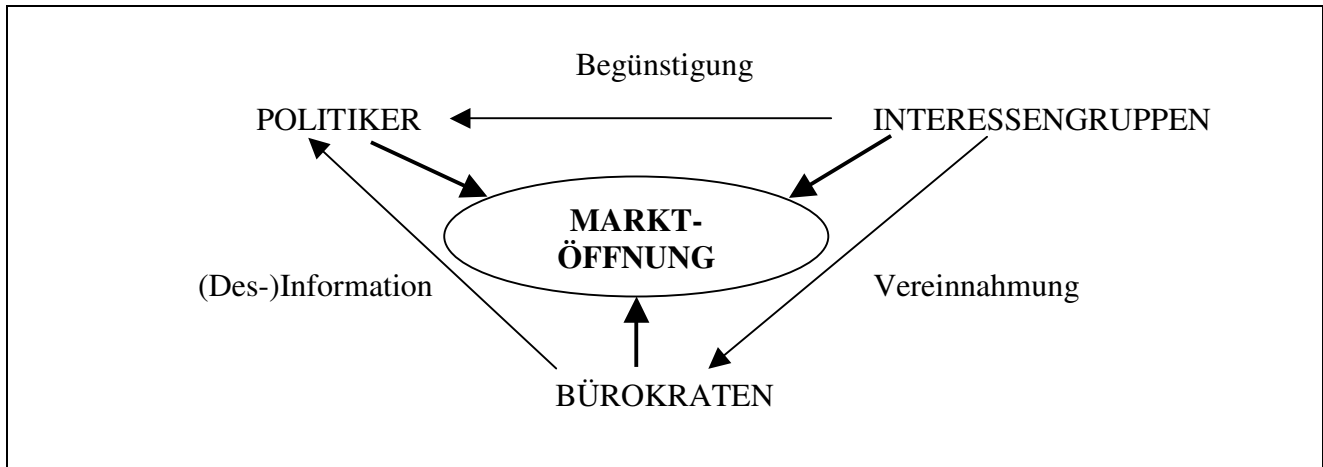 Begünstigung
POLITIKER
INTERESSENGRUPPEN
MARKT-
ÖFFNUNG
(Des-)Information
Vereinnahmung
BÜROKRATEN